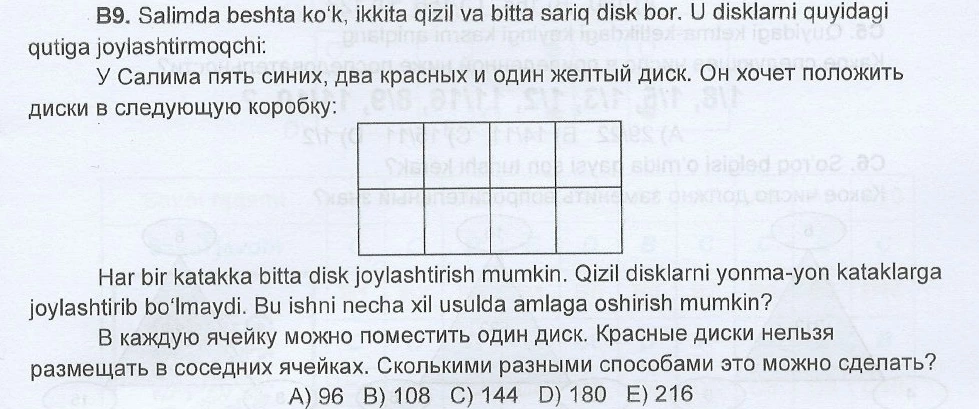 B9. Salimda beshta ko‘k, ikkita qizil va bitta sariq disk bor. U disklarni quyidagi
qutiga joylashtirmoqchi:
У Салима пять синих, два красных и один желтый диск. Он хочет положить
диски в следующую коробку:
Har bir katakka bitta disk joylashtirish mumkin. Qizil disklarni yonma-yon kataklarga
joylashtirib bo‘lmaydi. Bu ishni necha xil usulda amlaga oshirish mumkin?
В каждую ячейку можно поместить один диск. Красные диски нельзя
размещать в соседних ячейках. Сколькими разными способами это можно сделать?
A) 96 B) 108 C) 144 D) 180 E) 216